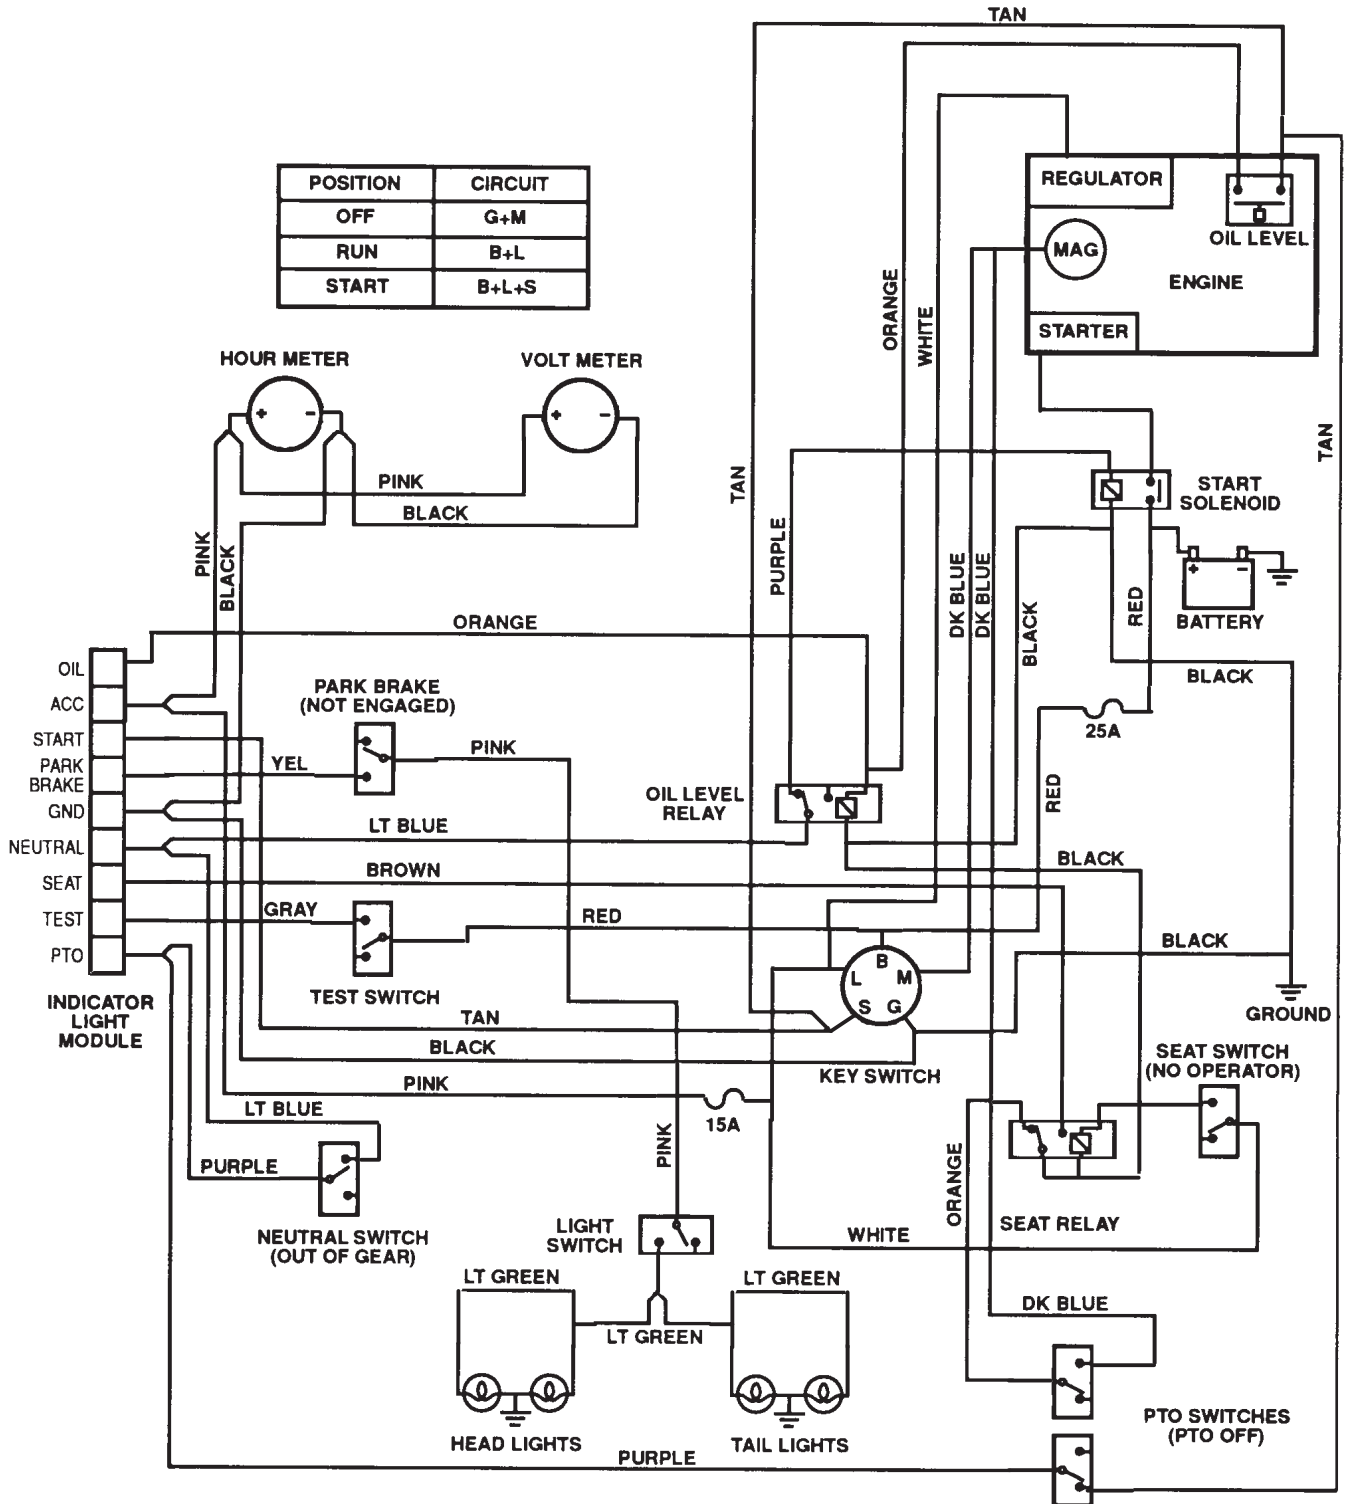 TAN
POSITION CIRCUIT
OFF G+M
RUN B+L
START B+L+S
REGULATOR
OIL LEVEL
MAG
ENGINE
STARTER
ORANGE
WHITE
HOUR METER
+ -
VOLT METER
+ -
PINK
BLACK
TAN
TAN
START
SOLENOID
PURPLE
PINK
BLACK
DK BLUE
DK BLUE
BLACK
RED
+ -
BATTERY
ORANGE
BLACK
25A
OIL
ACC
START
PARK
BRAKE
GND
NEUTRAL
SEAT
TEST
PTO
INDICATOR
LIGHT
MODULE
PARK BRAKE
(NOT ENGAGED)
YEL
PINK
OIL LEVEL
RELAY
RED
LT BLUE
BLACK
BROWN
GRAY
RED
TEST SWITCH
BLACK
B
L M
S G
KEY SWITCH
GROUND
TAN
BLACK
PINK
15A
SEAT SWITCH
(NO OPERATOR)
LT BLUE
PURPLE
PINK
NEUTRAL SWITCH
(OUT OF GEAR)
ORANGE
SEAT RELAY
WHITE
LIGHT
SWITCH
LT GREEN
LT GREEN
LT GREEN
DK BLUE
HEAD LIGHTS
TAIL LIGHTS
PTO SWITCHES
(PTO OFF)
PURPLE